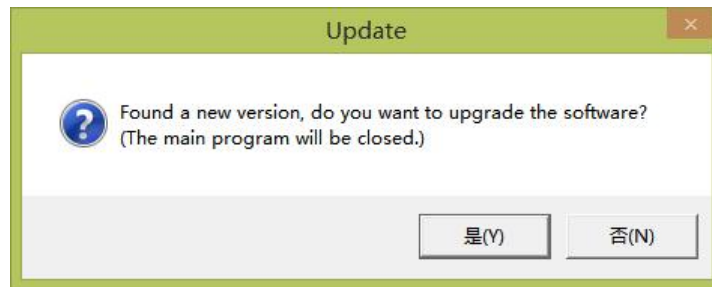 Update
Found a new version, do you want to upgrade the software?
(The main program will be closed.)
是(Y)
否(N)